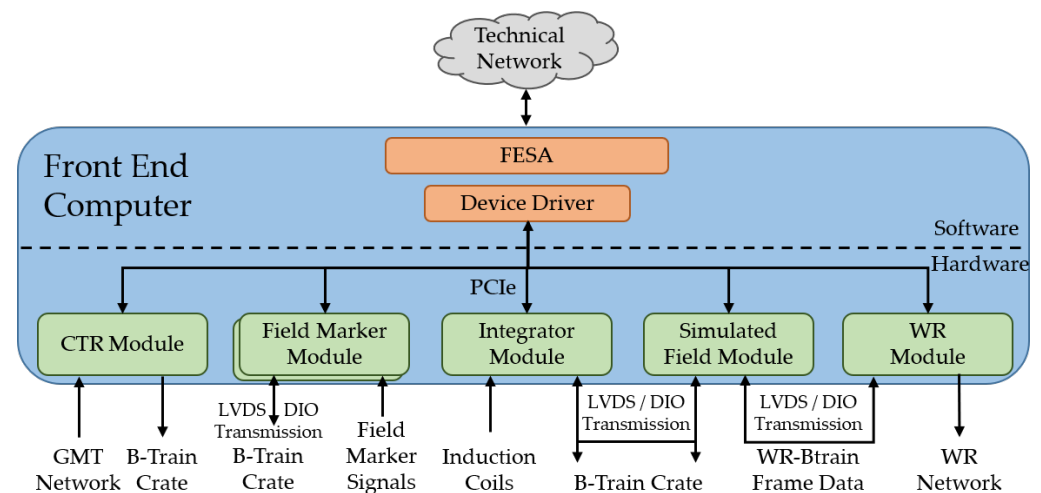 Technical
Network
FESA
Front End
Computer
Device Driver
Software
Hardware
PCIe
CTR Module
Field Marker
Module
Integrator
Module
Simulated
Field Module
WR
Module
LVDS / DIO
Transmission
LVDS / DIO
Transmission
LVDS / DIO
Transmission
GMT
Network
B-Train
Crate
B-Train
Crate
Field
Marker
Signals
Induction
Coils
B-Train Crate
WR-Btrain
Frame Data
WR
Network